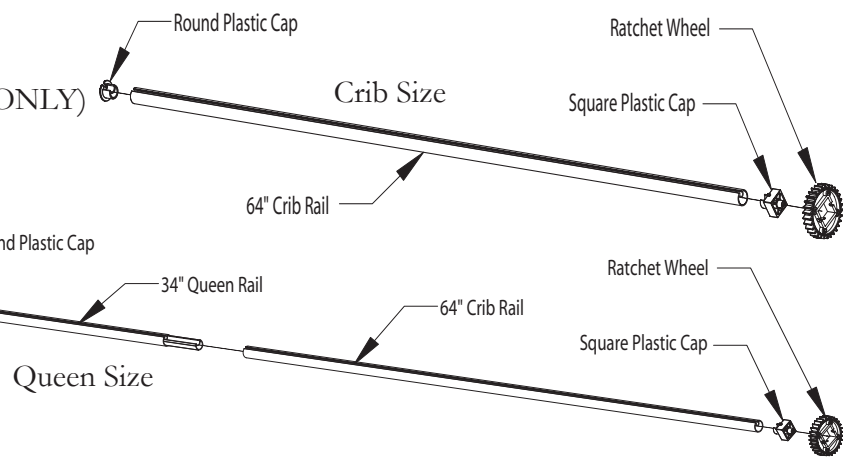 Round Plastic Cap
Ratchet Wheel
ONLY)
Crib Size
Square Plastic Cap
64" Crib Rail
Plastic Cap
Ratchet Wheel
34" Queen Rail
64" Crib Rail
Square Plastic Cap
Queen Size